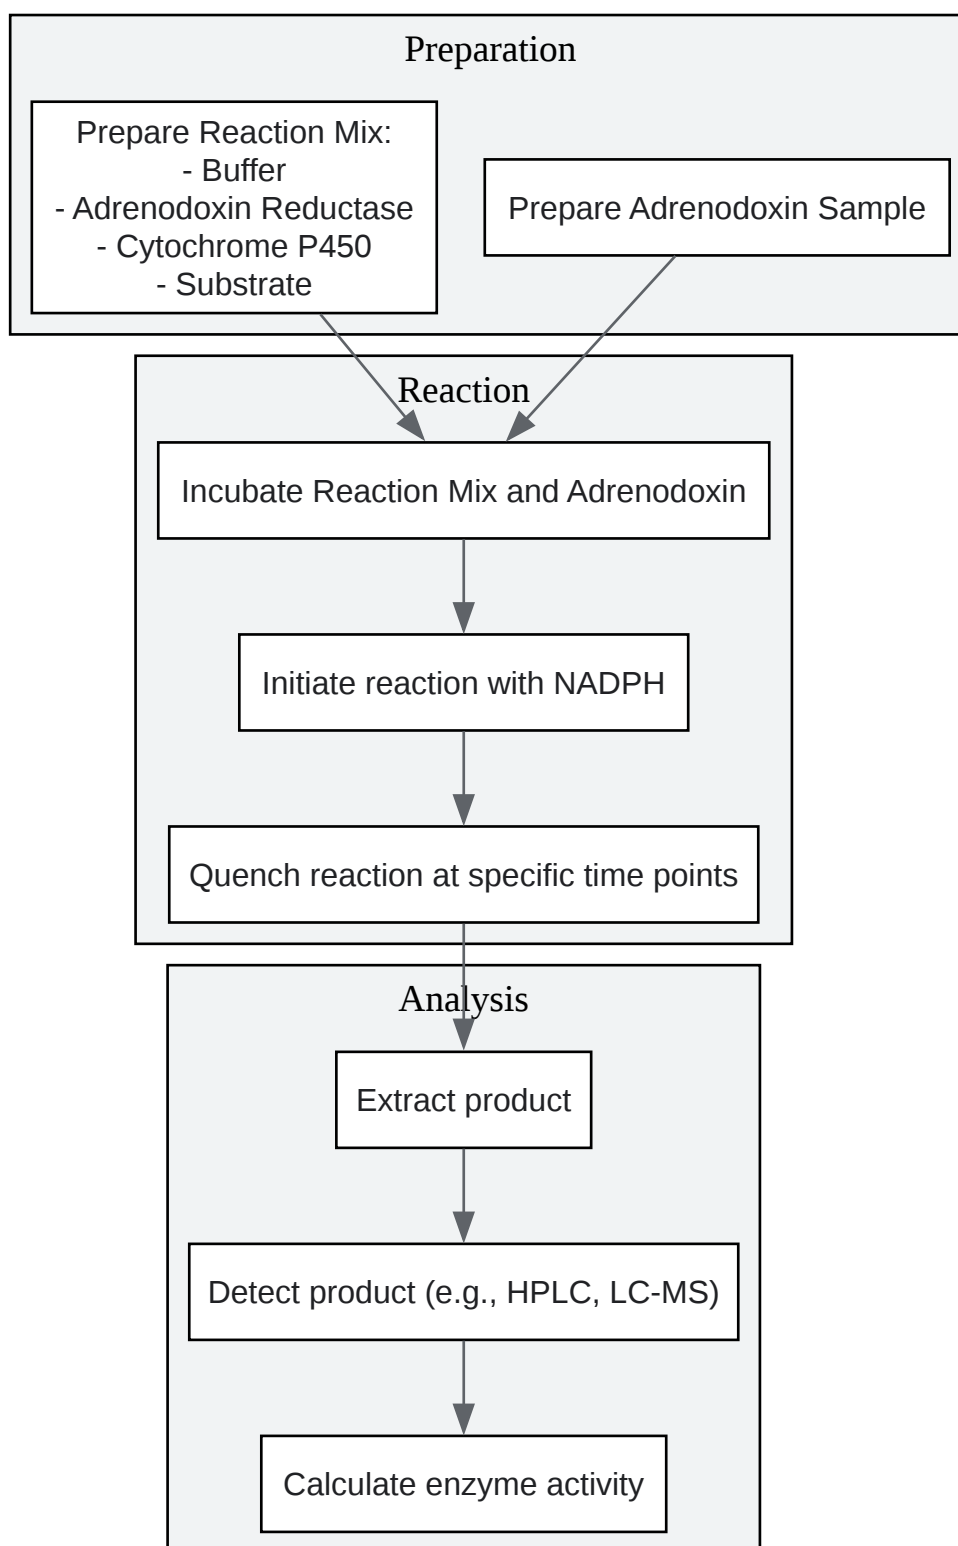 Preparation
Prepare Reaction Mix:
- Buffer
- Adrenodoxin Reductase
- Cytochrome P450
- Substrate
Prepare Adrenodoxin Sample
Reaction
Incubate Reaction Mix and Adrenodoxin
Initiate reaction with NADPH
Quench reaction at specific time points
Analysis
Extract product
Detect product (e.g., HPLC, LC-MS)
Calculate enzyme activity